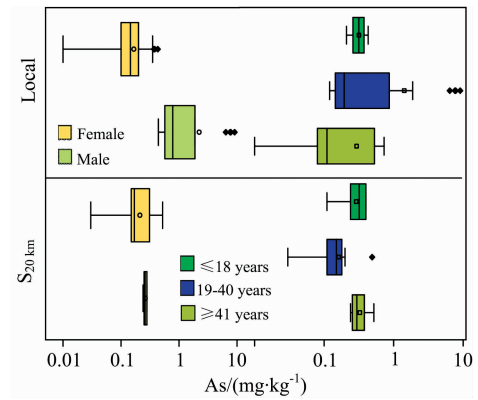 Local
Female
Male
S20 km
⩽18 years
19-40 years
⩾41 years
0.01 0.1 1 10 0.1 1 10
As/(mg·kg-1)